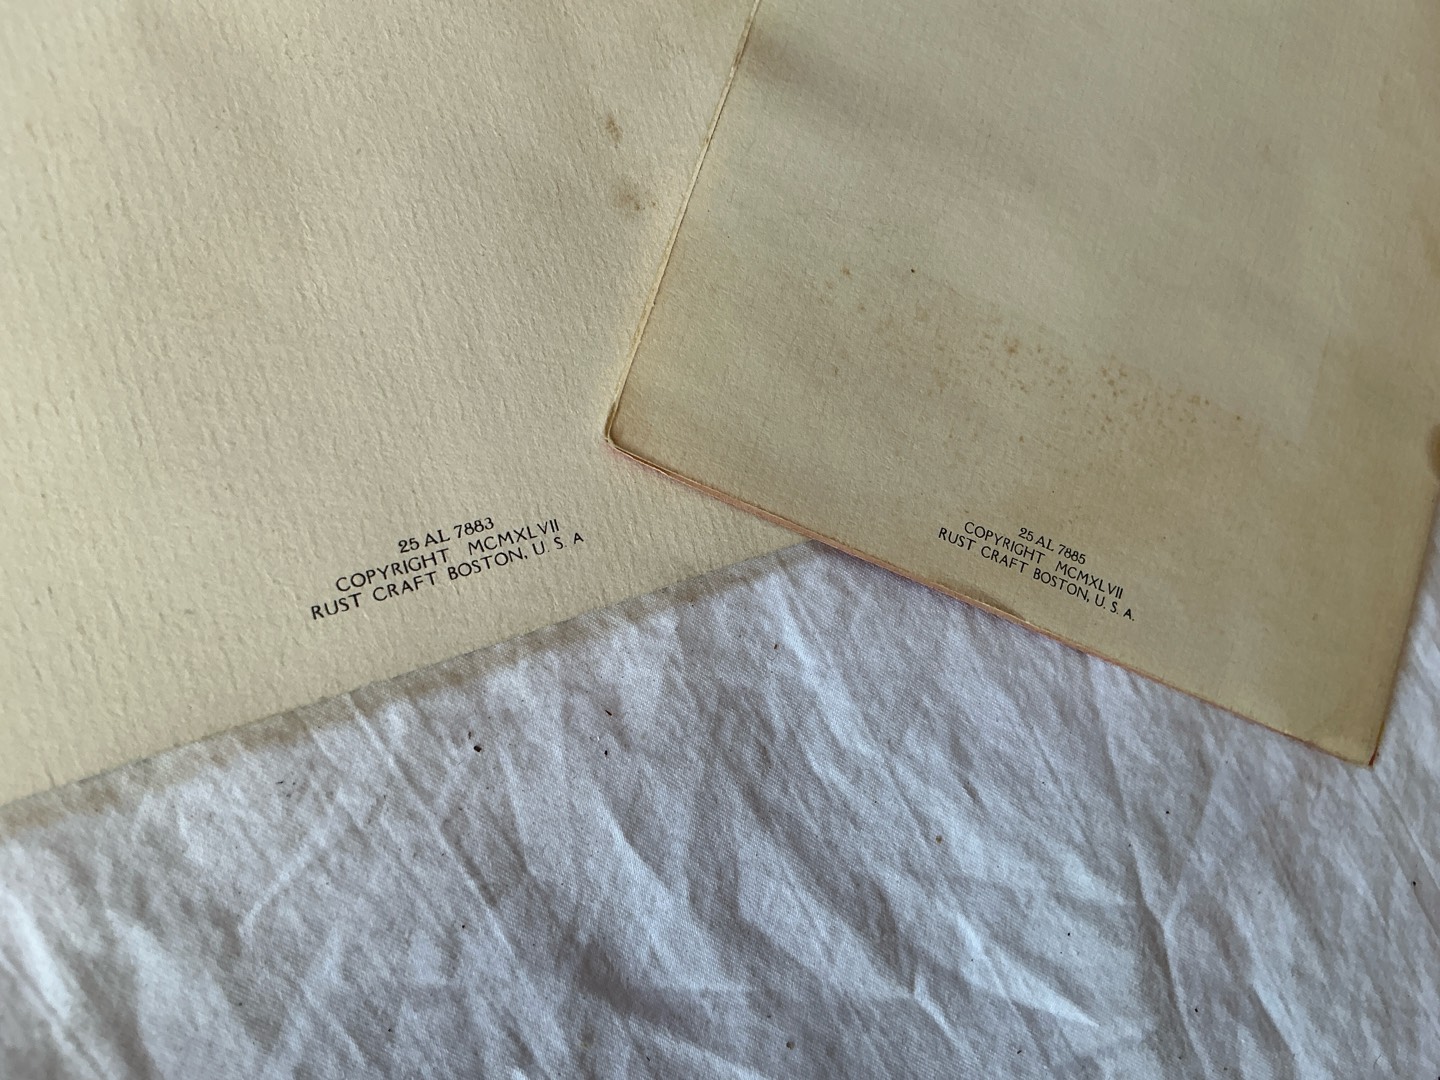 25 AL 7883
COPYRIGHT MCMXLVII
RUST CRAFT BOSTON, U. S. A
25 AL 7885
COPYRIGHT MCMXLVII
RUST CRAFT BOSTON, U. S. A.